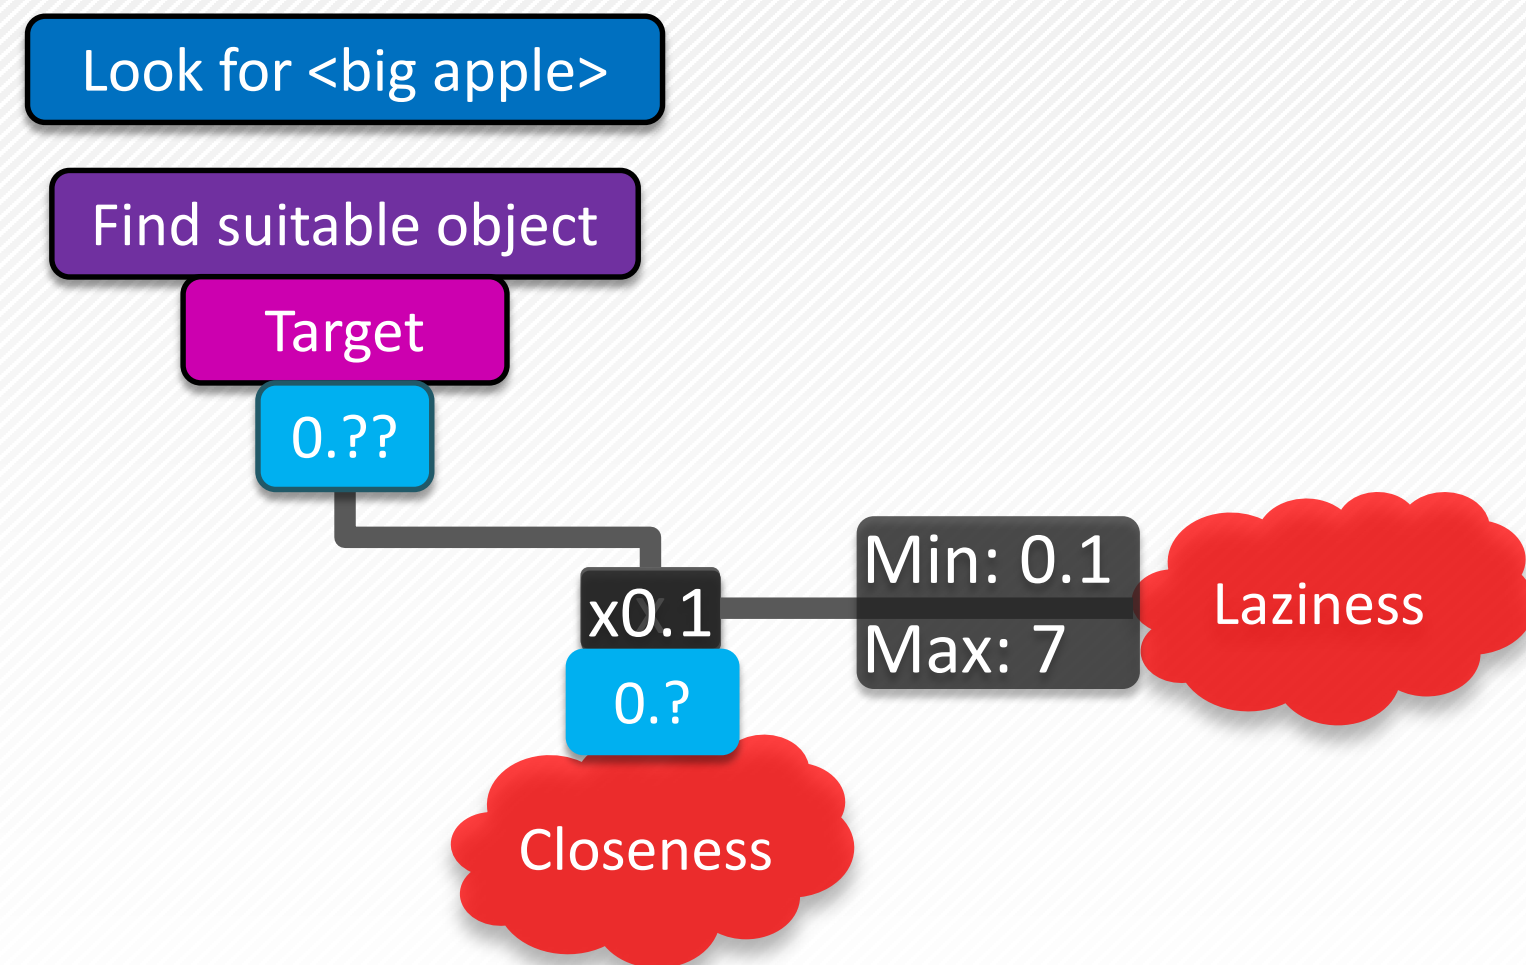 Look for <big apple>
Find suitable object
Target
0.??
Min: 0.1
x0.1
Max: 7
Laziness
0.?
Closeness